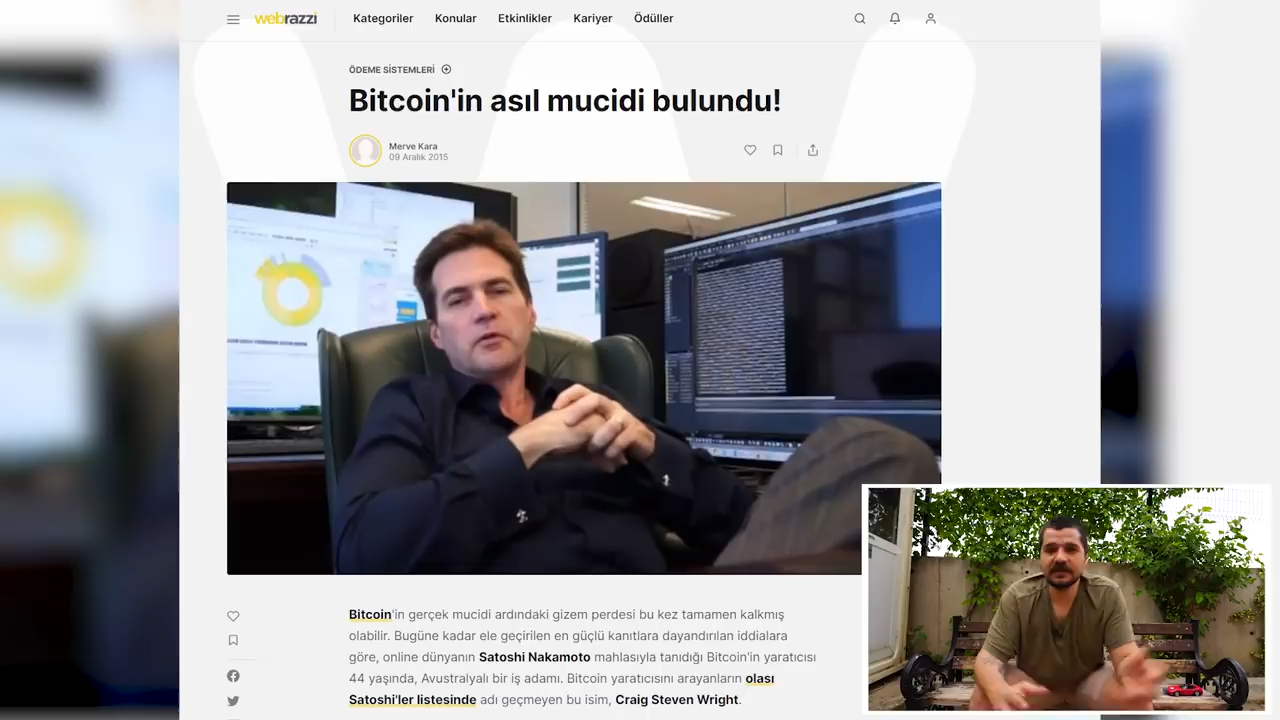 webrazzi
Kategoriler
Konular
Etkinlikler
Kariyer
Ödüller
ÖDEME SİSTEMLERİ
Bitcoin'in asıl mucidi bulundu!
Merve Kara
09 Aralık 2015
Bitcoin'in gerçek mucidi ardındaki gizem perdesi bu kez tamamen kalkmış
olabilir. Bugüne kadar ele geçirilen en güçlü kanıtlara dayandırılan iddialara
göre, online dünyanın Satoshi Nakamoto mahlasıyla tanıdığı Bitcoin'in yaratıcısı
44 yaşında, Avustralyalı bir iş adamı. Bitcoin yaratıcısını arayanların olası
Satoshi'ler listesinde adı geçmeyen bu isim, Craig Steven Wright.